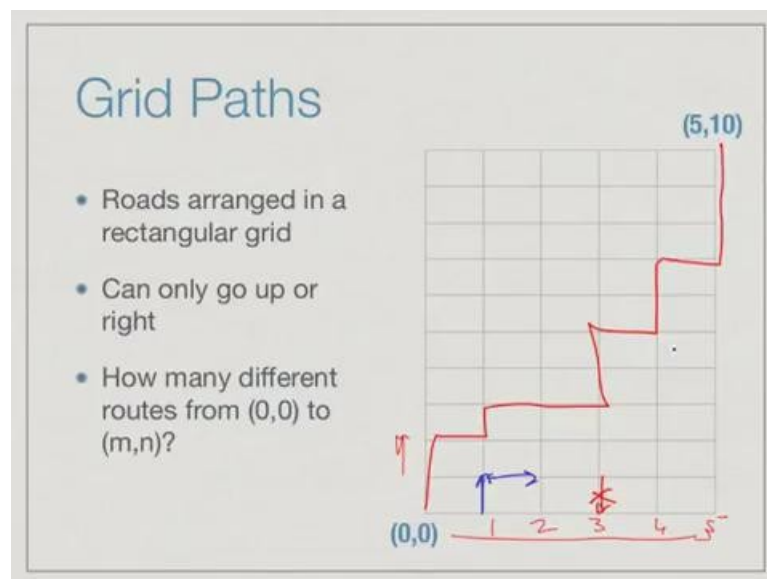 Grid Paths
(5,10)
• Roads arranged in a
rectangular grid
• Can only go up or
right
• How many different
routes from (0,0) to
(m,n)?
(0,0)
1 2 3 4 5